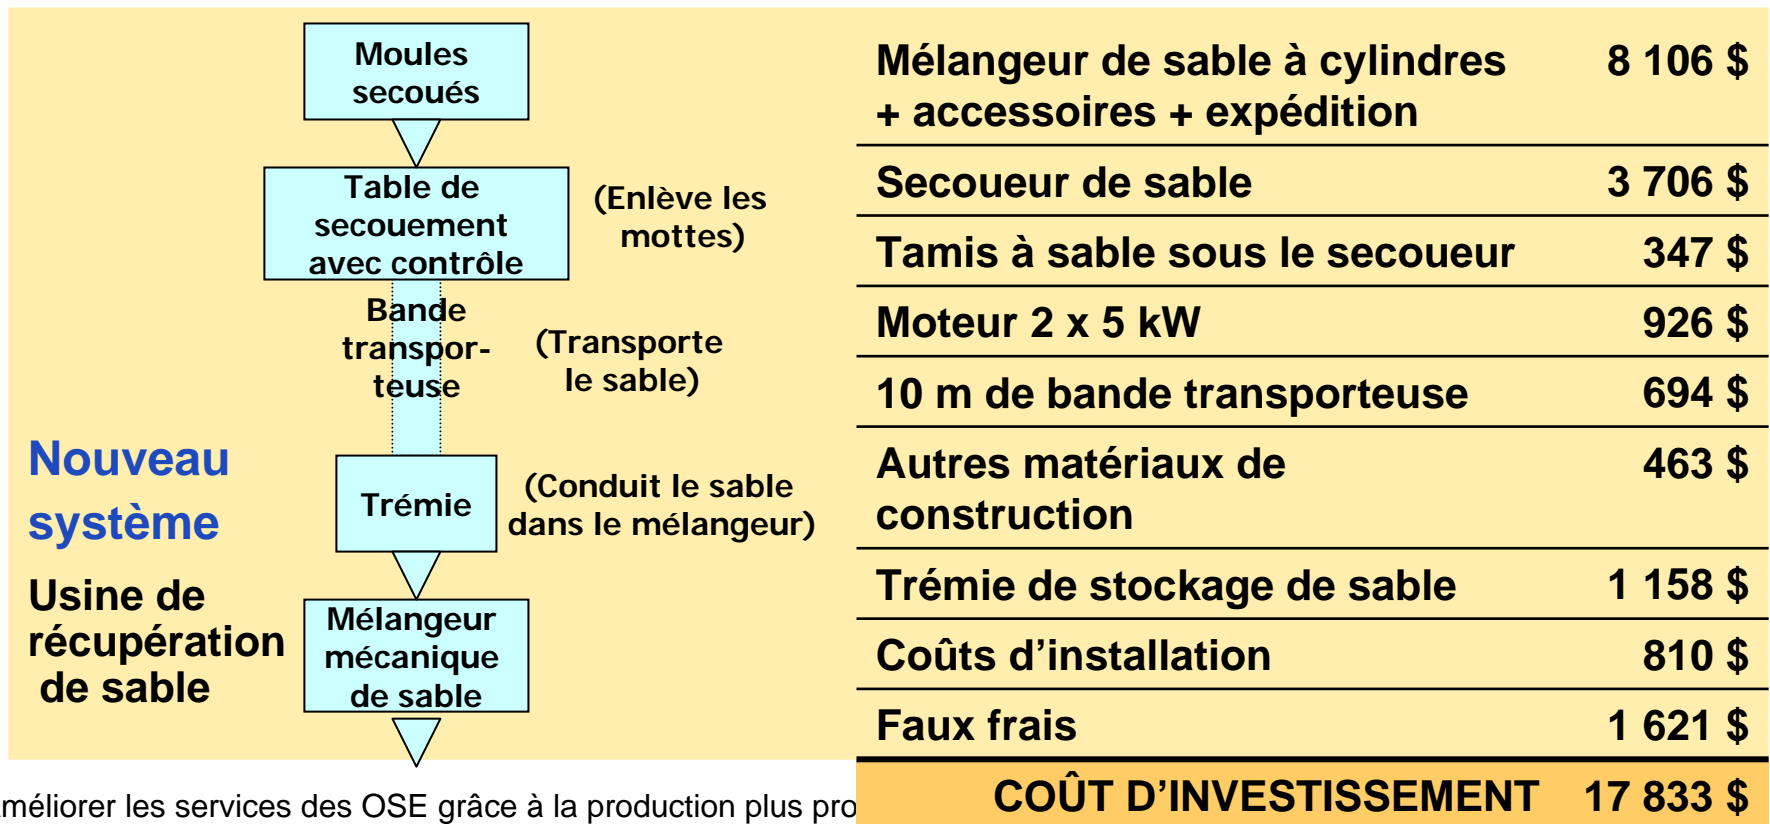 Moules
secoués
Table de
secouement
avec contrôle
(Enlève les
mottes)
Bande
transpor-
teuse
(Transporte
le sable)
Trémie
(Conduit le sable
dans le mélangeur)
Mélangeur
mécanique
de sable
Nouveau
système
Usine de
récupération
de sable
Mélangeur de sable à cylindres 8 106 $
+ accessoires + expédition
Secoueur de sable 3 706 $
Tamis à sable sous le secoueur 347 $
Moteur 2 x 5 kW 926 $
10 m de bande transporteuse 694 $
Autres matériaux de 463 $
construction
Trémie de stockage de sable 1 158 $
Coûts d’installation 810 $
Faux frais 1 621 $
COÛT D’INVESTISSEMENT 17 833 $
méliorer les services des OSE grâce à la production plus pro